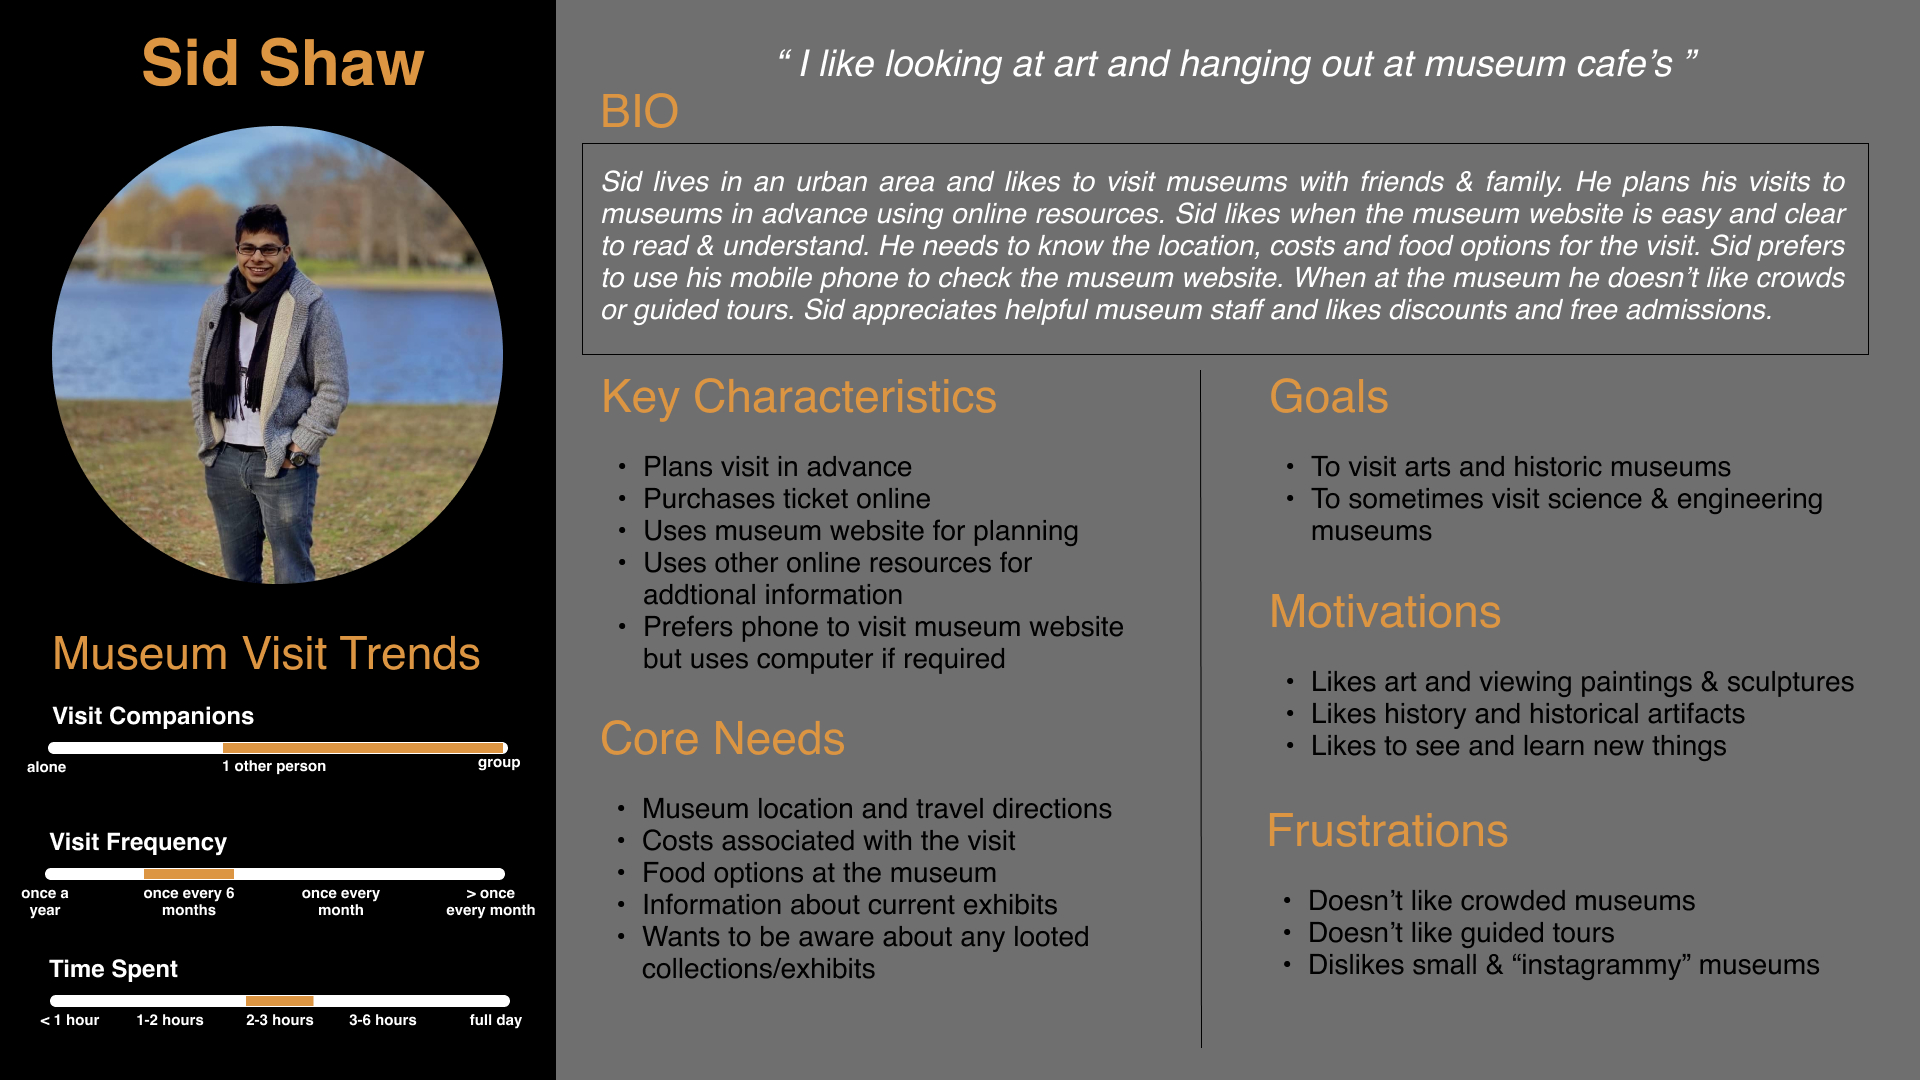 Sid Shaw
Museum Visit Trends
Visit Companions
alone
1 other person
group
Visit Frequency
once a
year
once every 6
months
once every
month
> once
every month
Time Spent
< 1 hour
1-2 hours
2-3 hours
3-6 hours
full day
“ I like looking at art and hanging out at museum cafe’s ”
BIO
Sid lives in an urban area and likes to visit museums with friends & family. He plans his visits to
museums in advance using online resources. Sid likes when the museum website is easy and clear
to read & understand. He needs to know the location, costs and food options for the visit. Sid prefers
to use his mobile phone to check the museum website. When at the museum he doesn’t like crowds
or guided tours. Sid appreciates helpful museum staff and likes discounts and free admissions.
Key Characteristics
• Plans visit in advance
• Purchases ticket online
• Uses museum website for planning
• Uses other online resources for
addtional information
• Prefers phone to visit museum website
but uses computer if required
Core Needs
• Museum location and travel directions
• Costs associated with the visit
• Food options at the museum
• Information about current exhibits
• Wants to be aware about any looted
collections/exhibits
Goals
• To visit arts and historic museums
• To sometimes visit science & engineering
museums
Motivations
• Likes art and viewing paintings & sculptures
• Likes history and historical artifacts
• Likes to see and learn new things
Frustrations
• Doesn’t like crowded museums
• Doesn’t like guided tours
• Dislikes small & “instagrammy” museums